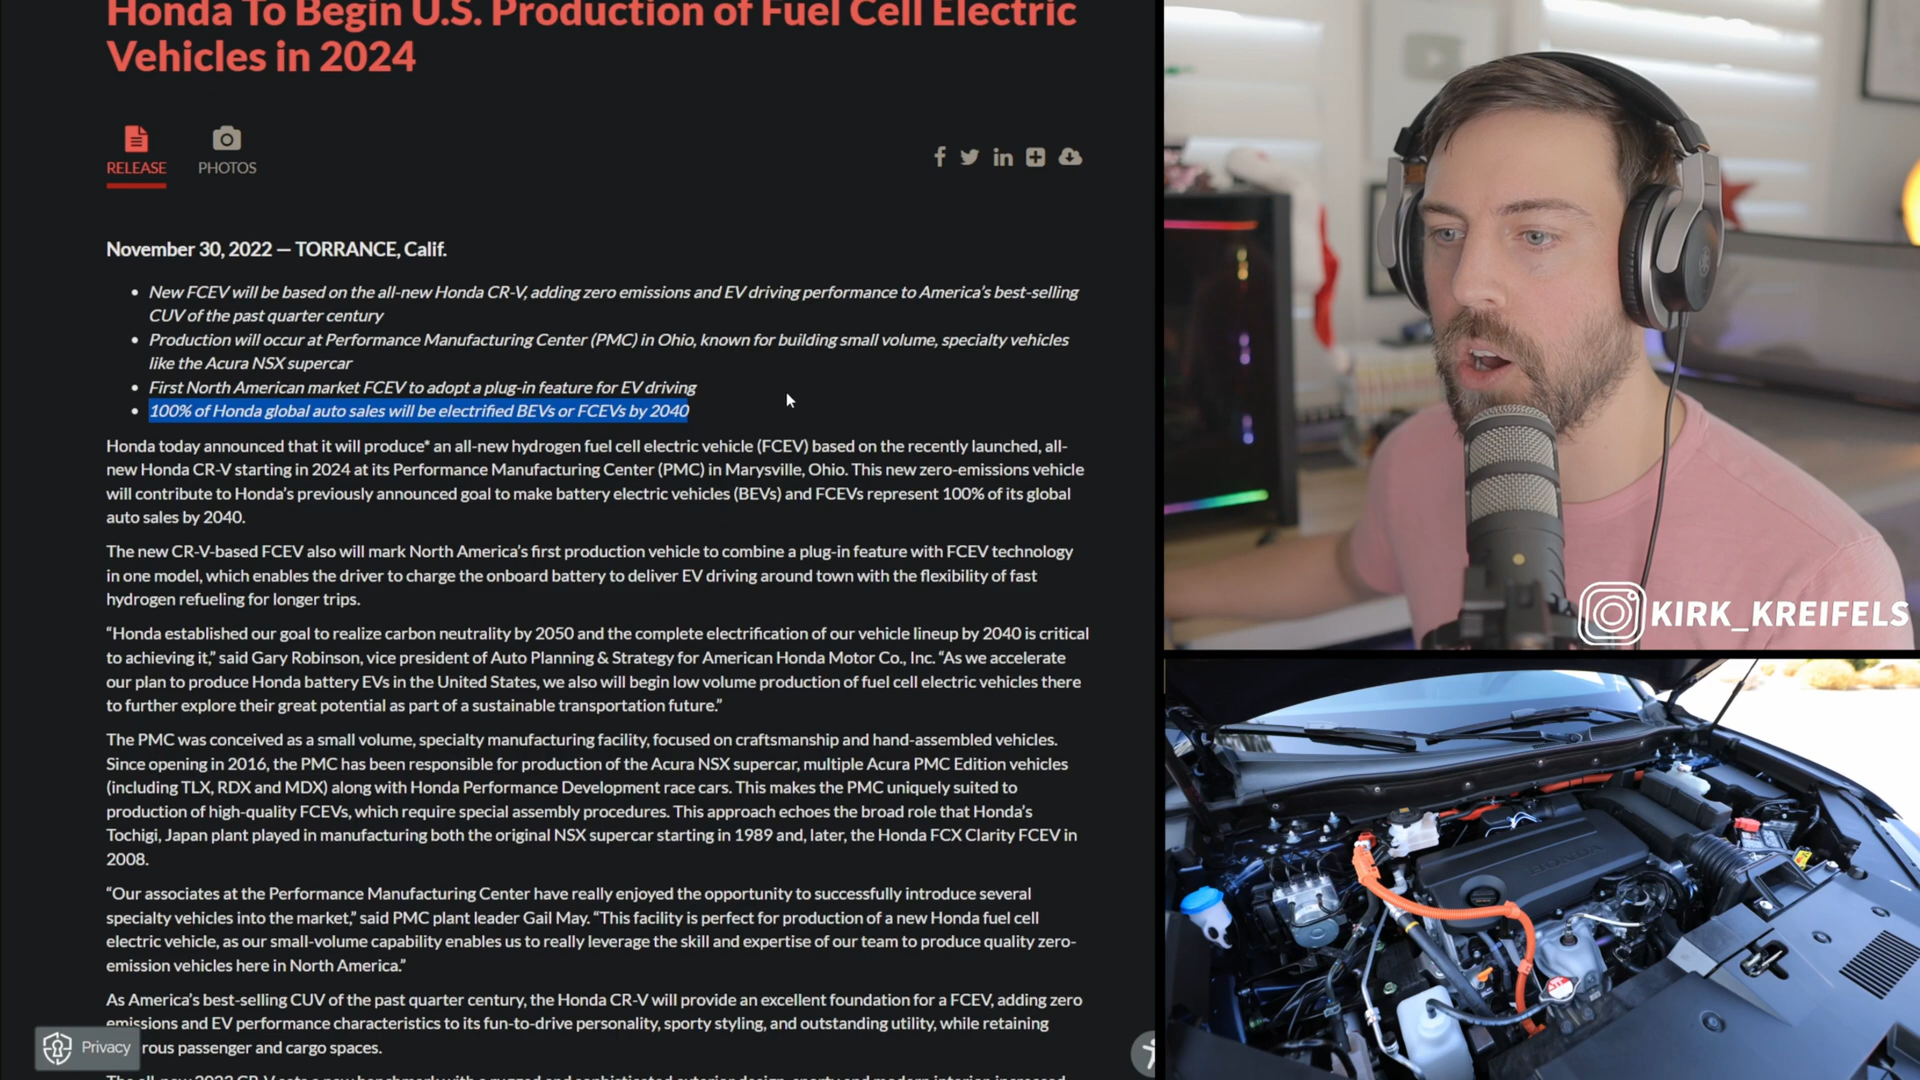 Honda To Begin U.S. Production of Fuel Cell Electric
Vehicles in 2024
RELEASE
PHOTOS
November 30, 2022 — TORRANCE, Calif.
• New FCEV will be based on the all-new Honda CR-V, adding zero emissions and EV driving performance to America's best-selling
CUV of the past quarter century
• Production will occur at Performance Manufacturing Center (PMC) in Ohio, known for building small volume, specialty vehicles
like the Acura NSX supercar
• First North American market FCEV to adopt a plug-in feature for EV driving
• 100% of Honda global auto sales will be electrified BEVs or FCEVs by 2040
Honda today announced that it will produce* an all-new hydrogen fuel cell electric vehicle (FCEV) based on the recently launched, all-
new Honda CR-V starting in 2024 at its Performance Manufacturing Center (PMC) in Marysville, Ohio. This new zero-emissions vehicle
will contribute to Honda's previously announced goal to make battery electric vehicles (BEVs) and FCEVs represent 100% of its global
auto sales by 2040.
The new CR-V-based FCEV also will mark North America's first production vehicle to combine a plug-in feature with FCEV technology
in one model, which enables the driver to charge the onboard battery to deliver EV driving around town with the flexibility of fast
hydrogen refueling for longer trips.
“Honda established our goal to realize carbon neutrality by 2050 and the complete electrification of our vehicle lineup by 2040 is critical
to achieving it,” said Gary Robinson, vice president of Auto Planning & Strategy for American Honda Motor Co., Inc. “As we accelerate
our plan to produce Honda battery EVs in the United States, we also will begin low volume production of fuel cell electric vehicles there
to further explore their great potential as part of a sustainable transportation future.”
The PMC was conceived as a small volume, specialty manufacturing facility, focused on craftsmanship and hand-assembled vehicles.
Since opening in 2016, the PMC has been responsible for production of the Acura NSX supercar, multiple Acura PMC Edition vehicles
(including TLX, RDX and MDX) along with Honda Performance Development race cars. This makes the PMC uniquely suited to
production of high-quality FCEVs, which require special assembly procedures. This approach echoes the broad role that Honda's
Tochigi, Japan plant played in manufacturing both the original NSX supercar starting in 1989 and, later, the Honda FCX Clarity FCEV in
2008.
“Our associates at the Performance Manufacturing Center have really enjoyed the opportunity to successfully introduce several
specialty vehicles into the market,” said PMC plant leader Gail May. “This facility is perfect for production of a new Honda fuel cell
electric vehicle, as our small-volume capability enables us to really leverage the skill and expertise of our team to produce quality zero-
emission vehicles here in North America.”
As America's best-selling CUV of the past quarter century, the Honda CR-V will provide an excellent foundation for a FCEV, adding zero
emissions and EV performance characteristics to its fun-to-drive personality, sporty styling, and outstanding utility, while retaining
rous passenger and cargo spaces.
Privacy
KIRK_KREIFELS
HONDA